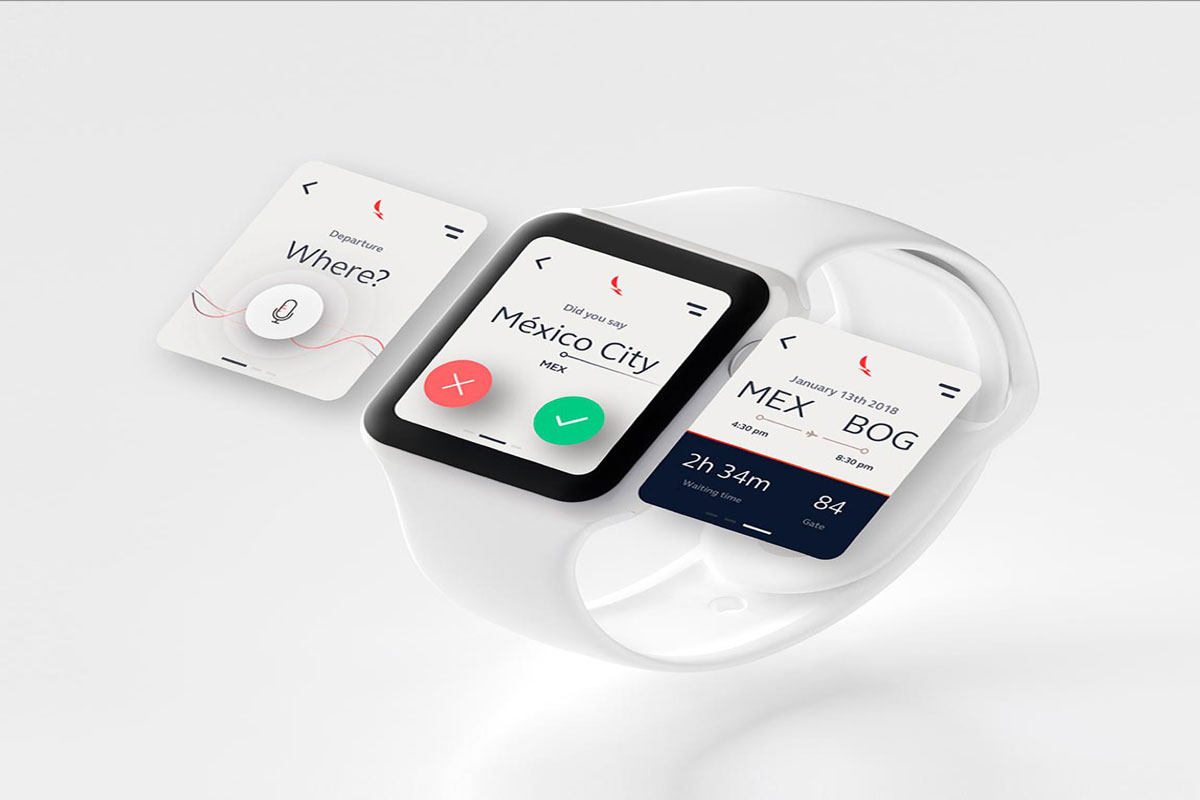 Departure
Where?
Did you say
México City
MEX
January 13th 2018
MEX BOG
4:30 pm 8:30 pm
2h 34m 84
Waiting time Gate